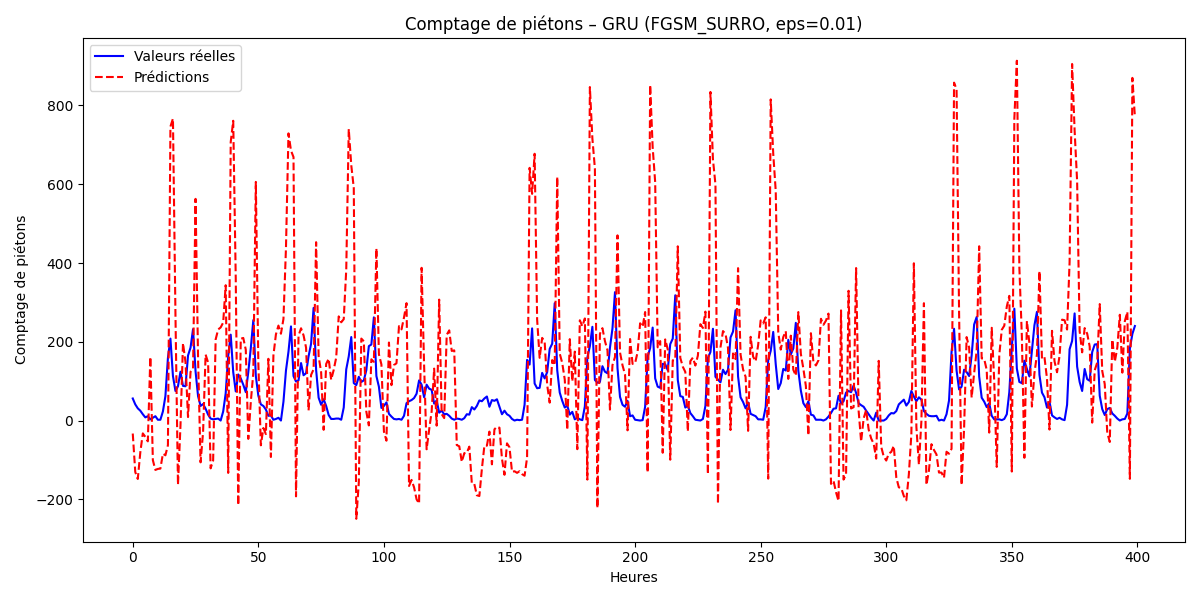 Comptage de piétons – GRU (FGSM_SURRO, eps=0.01)
Valeurs réelles
Prédictions
Comptage de piétons
800
600
400
200
0
−200
0 50 100 150 200 250 300 350 400
Heures